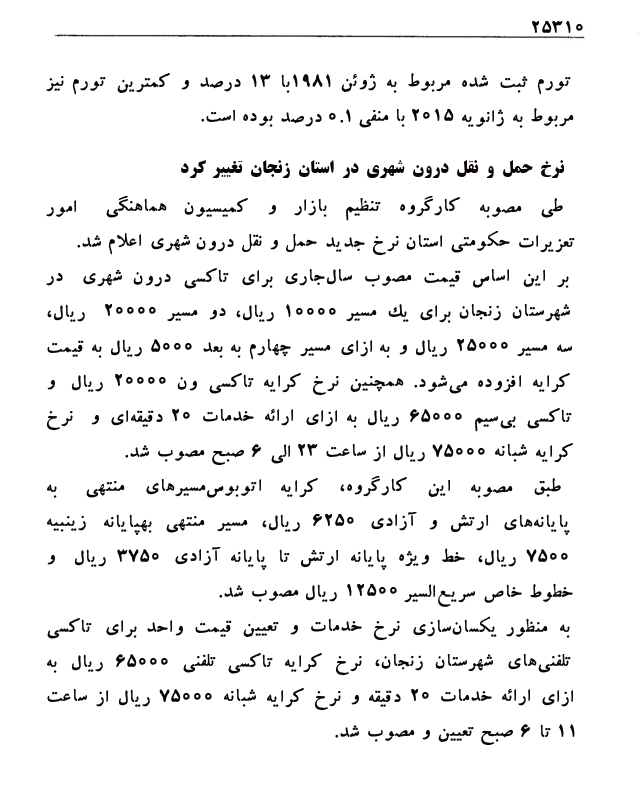 ۲۵۳۱۰
تورم ثبت شده مربوط به ژوئن ۱۹۸۱با ۱۳ درصد و کمترین تورم نیز
مربوط به ژانویه ۲۰۱۵ با منفی ۰.۱ درصد بوده است.
نرخ حمل و نقل درون شهری در استان زنجان تغییر کرد
طی مصوبه کارگروه تنظیم بازار و کمیسیون هماهنگی امور
تعزیرات حکومتی استان نرخ جدید حمل و نقل درون شهری اعلام شد.
بر این اساس قیمت مصوب سال‌جاری برای تاکسی درون شهری در
شهرستان زنجان برای یك مسیر ۱۰۰۰۰ ریال، دو مسیر ۲۰۰۰۰ ریال،
سه مسیر ۲۵۰۰۰ ریال و به ازای مسیر چهارم به بعد ۵۰۰۰ ریال به قیمت
کرایه افزوده می‌شود. همچنین نرخ کرایه تاکسی ون ۲۰۰۰۰ ریال و
تاکسی بی‌سیم ۶۵۰۰۰ ریال به ازای ارائه خدمات ۲۰ دقیقه‌ای و نرخ
کرایه شبانه ۷۵۰۰۰ ریال از ساعت ۲۳ الی ۶ صبح مصوب شد.
طبق مصوبه این کارگروه، کرایه اتوبوس‌مسیرهای منتهی به
پایانه‌های ارتش و آزادی ۶۲۵۰ ریال، مسیر منتهی بهپایانه زینبیه
۷۵۰۰ ریال، خط ویژه پایانه ارتش تا پایانه آزادی ۳۷۵۰ ریال و
خطوط خاص سریع‌السیر ۱۲۵۰۰ ریال مصوب شد.
به منظور یکسان‌سازی نرخ خدمات و تعیین قیمت واحد برای تاکسی
تلفنی‌های شهرستان زنجان، نرخ کرایه تاکسی تلفنی ۶۵۰۰۰ ریال به
ازای ارائه خدمات ۲۰ دقیقه و نرخ کرایه شبانه ۷۵۰۰۰ ریال از ساعت
۱۱ تا ۶ صبح تعیین و مصوب شد.